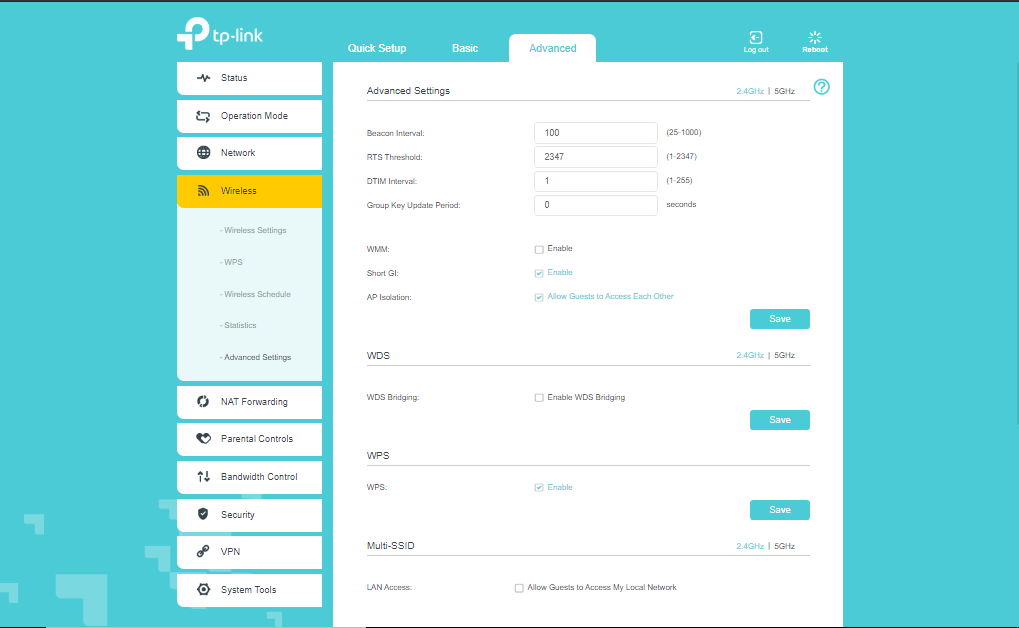 tp-link
Quick Setup Basic Advanced Log out Reboot
Status
Operation Mode
Network
Wireless
- Wireless Settings
- WPS
- Wireless Schedule
- Statistics
- Advanced Settings
NAT Forwarding
Parental Controls
Bandwidth Control
Security
VPN
System Tools
Advanced Settings 2.4GHz | 5GHz
Beacon Interval: 100 (25-1000)
RTS Threshold: 2347 (1-2347)
DTIM Interval: 1 (1-255)
Group Key Update Period: 0 seconds
WMM: Enable
Short GI: Enable
AP Isolation: Allow Guests to Access Each Other
Save
WDS 2.4GHz | 5GHz
WDS Bridging: Enable WDS Bridging
Save
WPS
WPS: Enable
Save
Multi-SSID 2.4GHz | 5GHz
LAN Access: Allow Guests to Access My Local Network